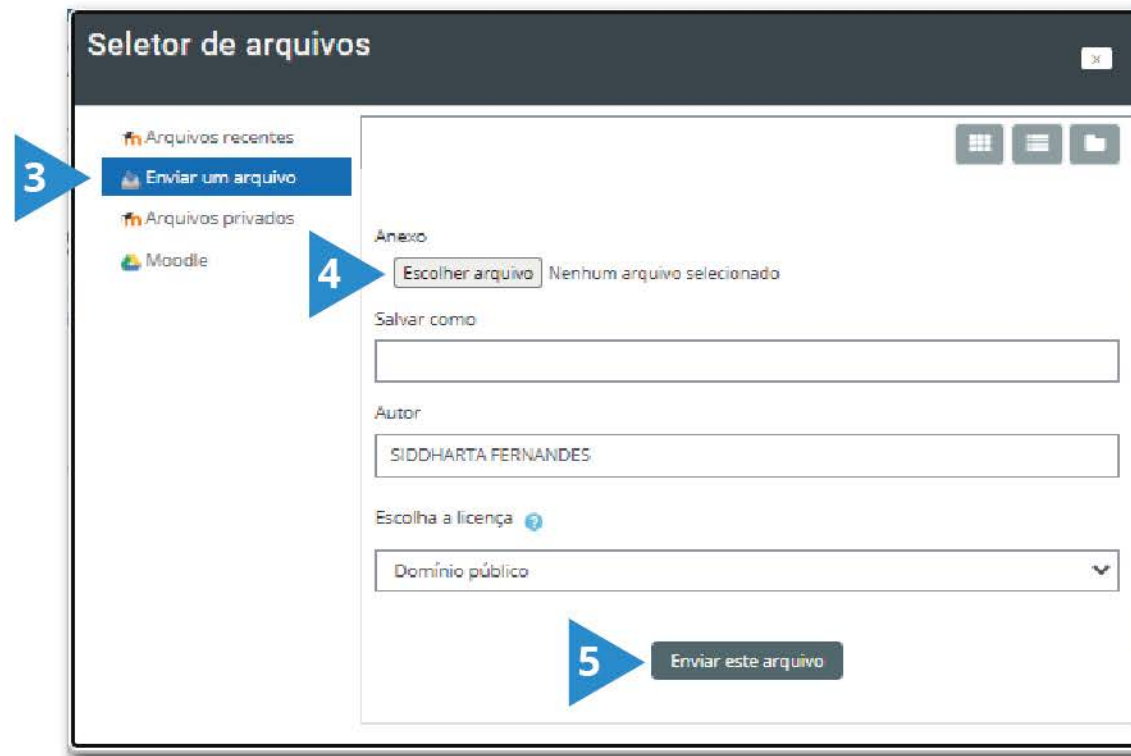 Seletor de arquivos
x
Arquivos recentes
3
Enviar um arquivo
Arquivos privados
Moodle
Anexo
4
Escolher arquivo Nenhum arquivo selecionado
Salvar como
Autor
SIDDHARTA FERNANDES
Escolha a licença ?
Domínio público
5
Enviar este arquivo